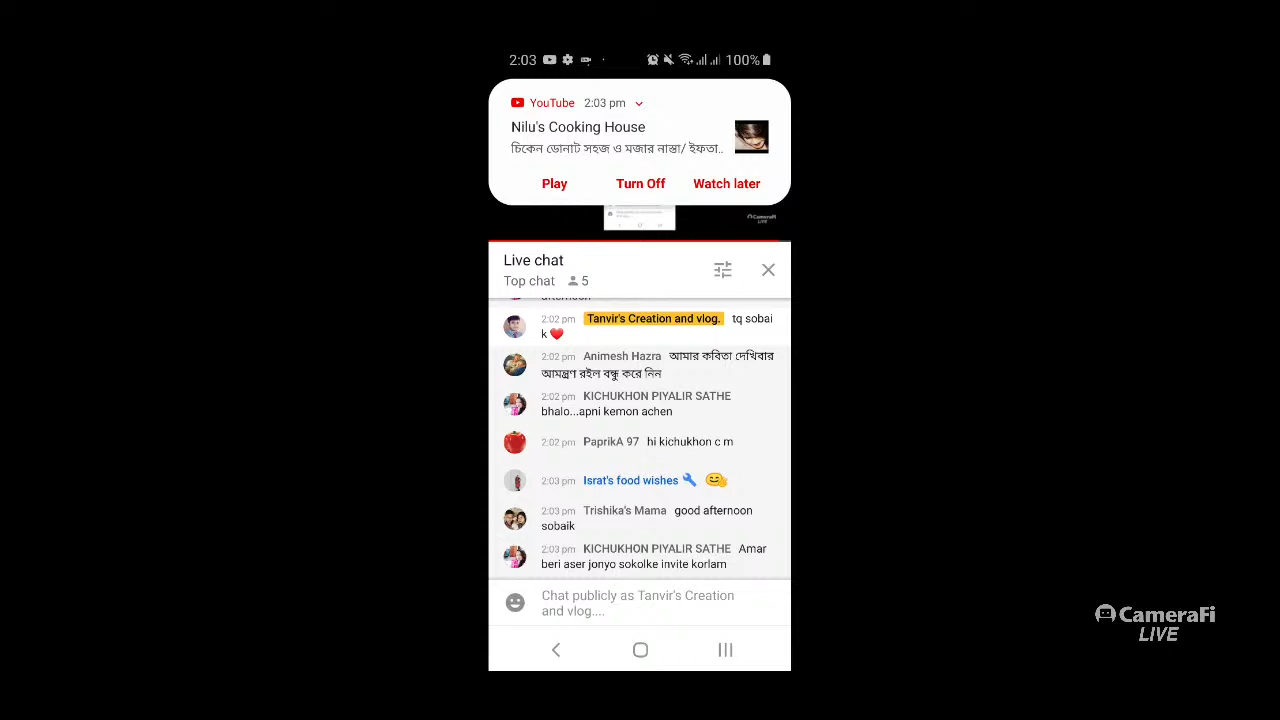 2:03 100%
YouTube 2:03 pm
Nilu's Cooking House
চিকেন ডোনাট সহজ ও মজার নাস্তা/ ইফতা..
Play Turn Off Watch later
CameraFi
LIVE
Live chat
Top chat 5
afternoon
2:02 pm Tanvir's Creation and vlog. tq sobai
k ❤️
2:02 pm Animesh Hazra আমার কবিতা দেখিবার
আমন্ত্রণ রইল বন্ধু করে নিন
2:02 pm KICHUKHON PIYALIR SATHE
bhalo...apni kemon achen
2:02 pm PaprikA 97 hi kichukhon c m
2:03 pm Israt's food wishes
2:03 pm Trishika's Mama good afternoon
sobaik
2:03 pm KICHUKHON PIYALIR SATHE Amar
beri aser jonyo sokolke invite korlam
Chat publicly as Tanvir's Creation
and vlog....
CameraFi
LIVE